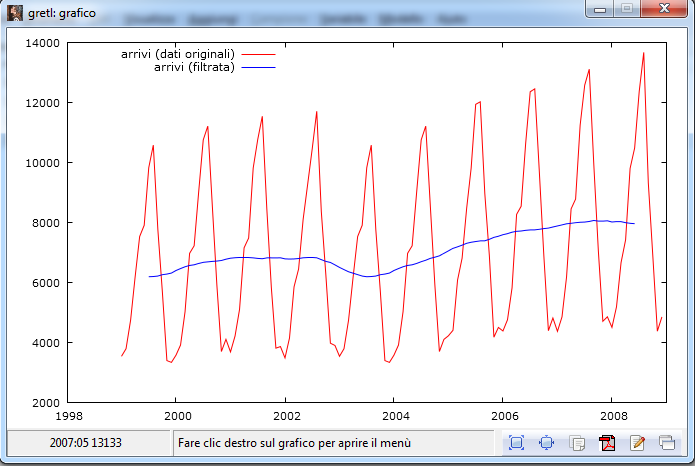 gretl: grafico
14000
arrivi (dati originali)
arrivi (filtrata)
12000
10000
8000
6000
4000
2000
1998 2000 2002 2004 2006 2008
2007:05 13133 Fare clic destro sul grafico per aprire il menù